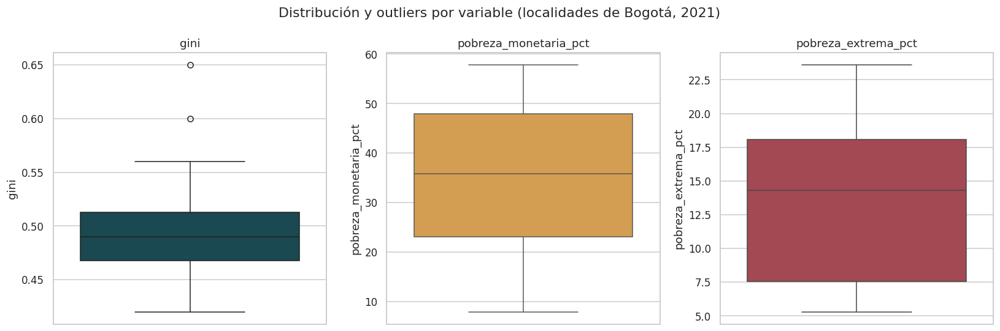 Distribución y outliers por variable (localidades de Bogotá, 2021)
gini
0.65
0.60
0.55
0.50
0.45
gini
pobreza_monetaria_pct
60
50
40
30
20
10
pobreza_monetaria_pct
pobreza_extrema_pct
22.5
20.0
17.5
15.0
12.5
10.0
7.5
5.0
pobreza_extrema_pct